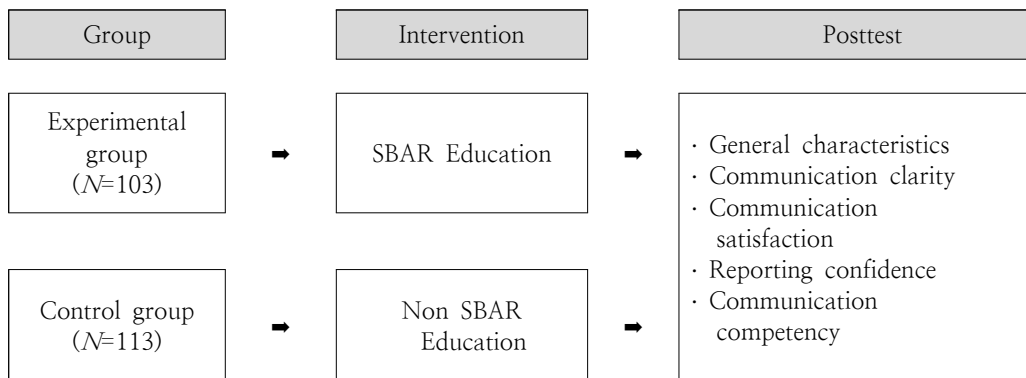 Group
Intervention
Posttest
Experimental
group
(N=103)
➡
SBAR Education
➡
· General characteristics
· Communication clarity
· Communication
satisfaction
· Reporting confidence
· Communication
competency
Control group
(N=113)
➡
Non SBAR
Education
➡